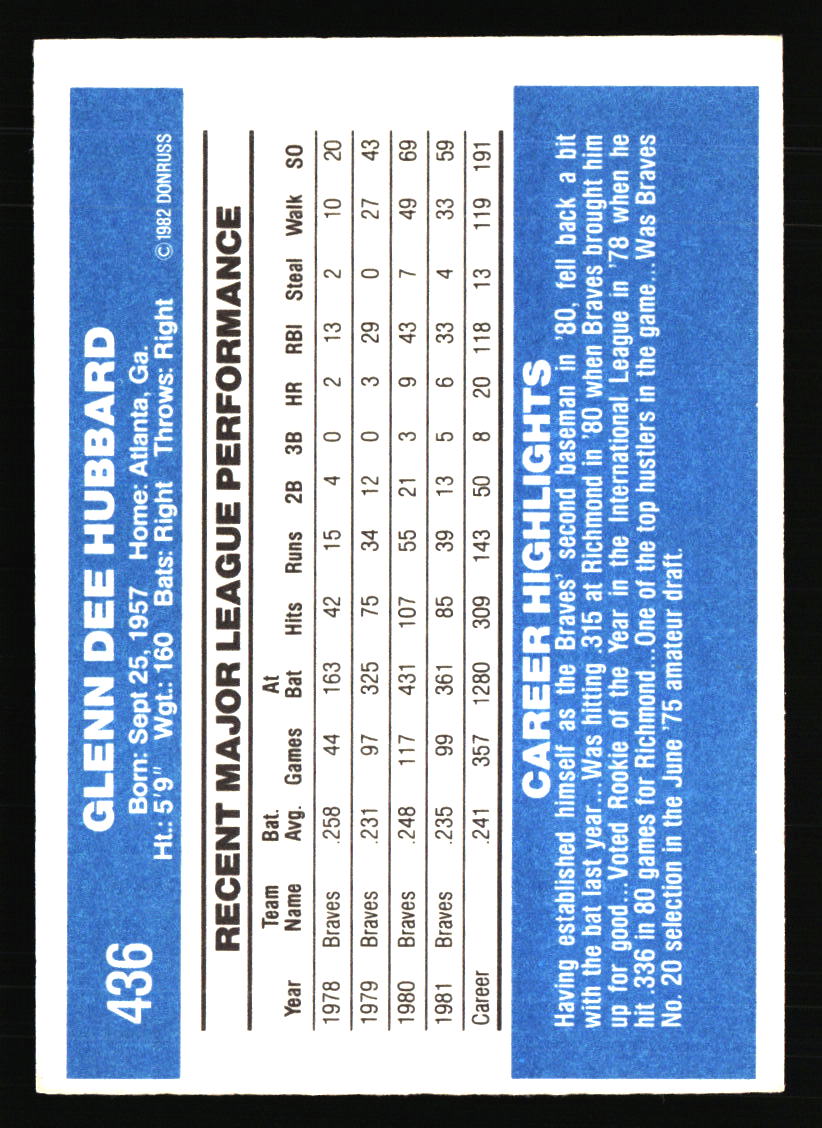 436
GLENN DEE HUBBARD
Born: Sept 25, 1957 Home: Atlanta, Ga.
Ht.: 5'9" Wgt.: 160 Bats: Right Throws: Right ©1982 DONRUSS
RECENT MAJOR LEAGUE PERFORMANCE
Team Bat. At
Year Name Avg. Games Bat Hits Runs 2B 3B HR RBI Steal Walk SO
1978 Braves .258 44 163 42 15 4 0 2 13 2 10 20
1979 Braves .231 97 325 75 34 12 0 3 29 0 27 43
1980 Braves .248 117 431 107 55 21 3 9 43 7 49 69
1981 Braves .235 99 361 85 39 13 5 6 33 4 33 59
Career .241 357 1280 309 143 50 8 20 118 13 119 191
CAREER HIGHLIGHTS
Having established himself as the Braves' second baseman in '80, fell back a bit
with the bat last year...Was hitting .315 at Richmond in '80 when Braves brought him
up for good...Voted Rookie of the Year in the International League in '78 when he
hit .336 in 80 games for Richmond...One of the top hustlers in the game...Was Braves
No. 20 selection in the June '75 amateur draft.